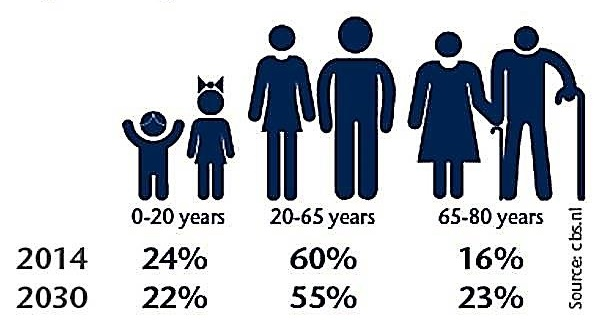 0-20 years 20-65 years 65-80 years
2014 24% 60% 16%
2030 22% 55% 23%
Source: cbs.nl